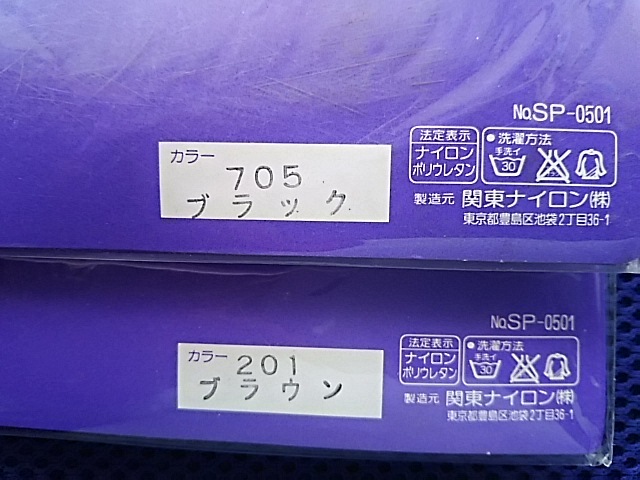 No.SP-0501
カラー
705
ブラック
法定表示
ナイロン
ポリウレタン
●洗濯方法
手洗イ
30
製造元 関東ナイロン㈱
東京都豊島区池袋2丁目36-1
No.SP-0501
カラー
201
ブラウン
法定表示
ナイロン
ポリウレタン
●洗濯方法
手洗イ
30
製造元 関東ナイロン㈱
東京都豊島区池袋2丁目36-1